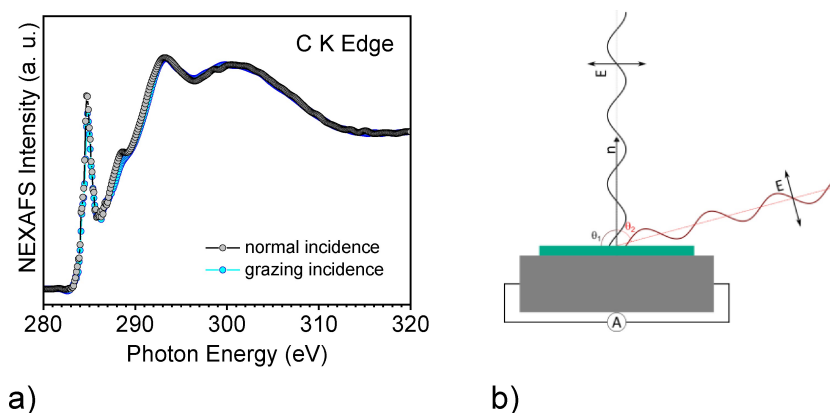 NEXAFS Intensity (a. u.)
C K Edge
normal incidence
grazing incidence
280 290 300 310 320
Photon Energy (eV)
a)
E
n
E
θ1
θ2
A
b)